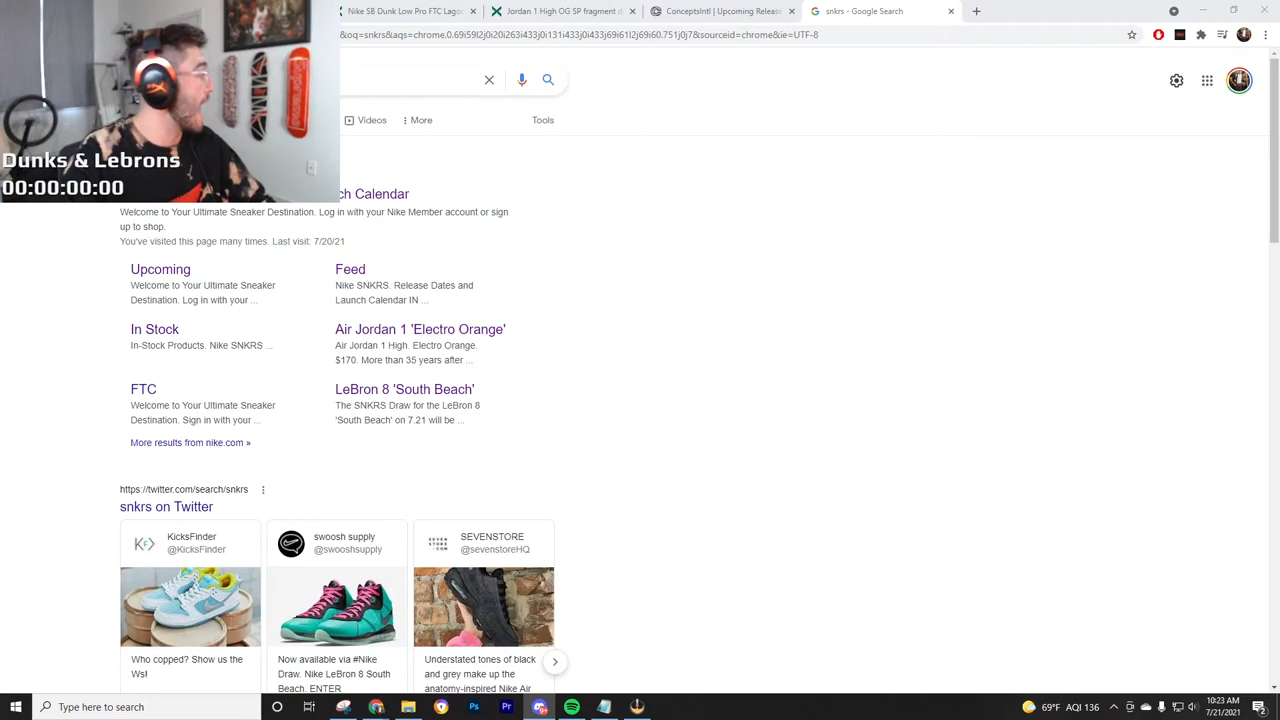 Nike SB Dunk Low Pro FTC Lago
Jordan 1 High OG SP fragment d
ConceptsIntl | Upcoming Release
snkrs - Google Search
oq=snkrs&aqs=chrome.0.69i59l2j0i20i263i433j0i131i433j0i433j69i61l2j69i60.751j0j7&sourceid=chrome&ie=UTF-8
Videos
More
Tools
Dunks & Lebrons
00:00:00:00
ch Calendar
Welcome to Your Ultimate Sneaker Destination. Log in with your Nike Member account or sign
up to shop.
You've visited this page many times. Last visit: 7/20/21
Upcoming
Welcome to Your Ultimate Sneaker
Destination. Log in with your ...
Feed
Nike SNKRS. Release Dates and
Launch Calendar IN ...
In Stock
In-Stock Products. Nike SNKRS ...
Air Jordan 1 'Electro Orange'
Air Jordan 1 High. Electro Orange.
$170. More than 35 years after ...
FTC
Welcome to Your Ultimate Sneaker
Destination. Sign in with your ...
LeBron 8 'South Beach'
The SNKRS Draw for the LeBron 8
'South Beach' on 7.21 will be ...
More results from nike.com »
https://twitter.com/search/snkrs
snkrs on Twitter
KicksFinder
@KicksFinder
Who copped? Show us the
Ws!
swoosh supply
@swooshsupply
Now available via #Nike
Draw. Nike LeBron 8 South
Beach. ENTER
SEVENSTORE
@sevenstoreHQ
Understated tones of black
and grey make up the
anatomy-inspired Nike Air
Type here to search
69°F AQI 136
10:23 AM
7/21/2021